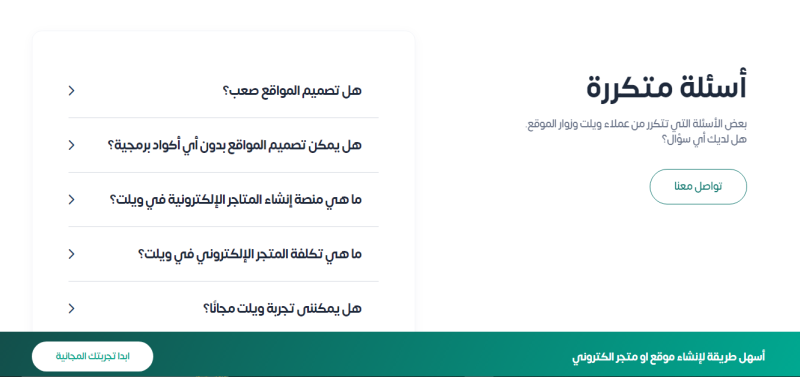 أسئلة متكررة
بعض الأسئلة التي تتكرر من عملاء ويلت وزوار الموقع.
هل لديك أي سؤال؟
تواصل معنا
هل تصميم المواقع صعب؟
هل يمكن تصميم المواقع بدون أي أكواد برمجية؟
ما هي منصة إنشاء المتاجر الإلكترونية في ويلت؟
ما هي تكلفة المتجر الإلكتروني في ويلت؟
هل يمكنني تجربة ويلت مجانًا؟
أسهل طريقة لإنشاء موقع او متجر الكتروني
ابدا تجربتك المجانية